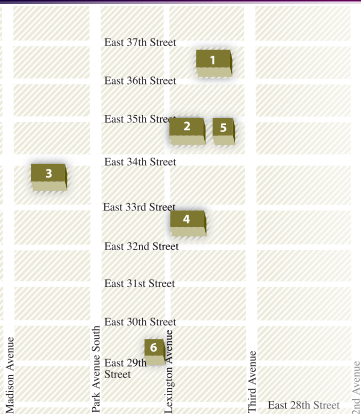 East 37th Street
1
East 36th Street
East 35th Street
2
5
East 34th Street
3
East 33rd Street
4
East 32nd Street
East 31st Street
East 30th Street
6
East 29th
Street
East 28th Street
Madison Avenue
Park Avenue South
Lexington Avenue
Third Avenue
2nd Avenue